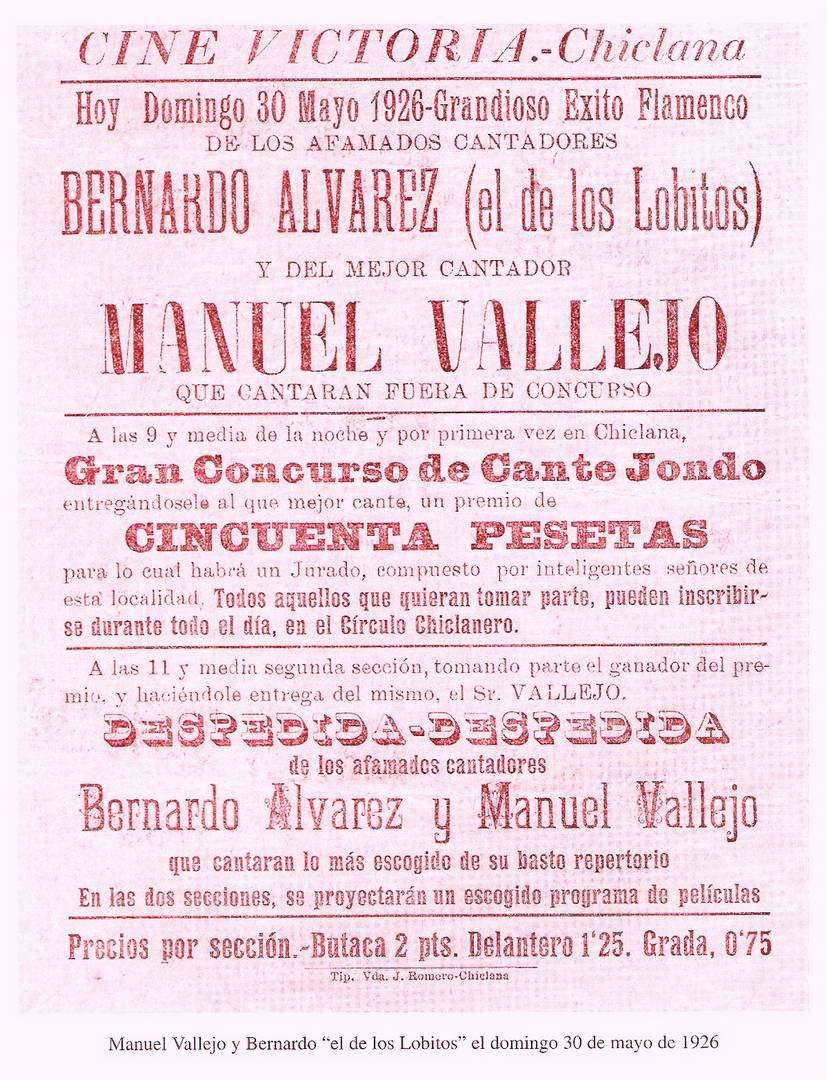 CINE VICTORIA.-Chiclana
Hoy Domingo 30 Mayo 1926-Grandioso Exito Flamenco
DE LOS AFAMADOS CANTADORES
BERNARDO ALVAREZ (el de los Lobitos)
Y DEL MEJOR CANTADOR
MANUEL VALLEJO
QUE CANTARAN FUERA DE CONCURSO
A las 9 y media de la noche y por primera vez en Chiclana,
Gran Concurso de Cante Jondo
entregándosele al que mejor cante, un premio de
CINCUENTA PESETAS
para lo cual habrá un Jurado, compuesto por inteligentes señores de
esta localidad. Todos aquellos que quieran tomar parte, pueden inscribir-
se durante todo el día, en el Círculo Chiclanero.
A las 11 y media segunda sección, tomando parte el ganador del pre-
mio, y haciéndole entrega del mismo, el Sr. VALLEJO.
DESPEDIDA-DESPEDIDA
de los afamados cantadores
Bernardo Alvarez y Manuel Vallejo
que cantaran lo más escogido de su basto repertorio
En las dos secciones, se proyectarán un escogido programa de películas
Precios por sección.-Butaca 2 pts. Delantero 1'25. Grada, 0'75
Tip. Vda. J. Romero-Chiclana
Manuel Vallejo y Bernardo “el de los Lobitos” el domingo 30 de mayo de 1926